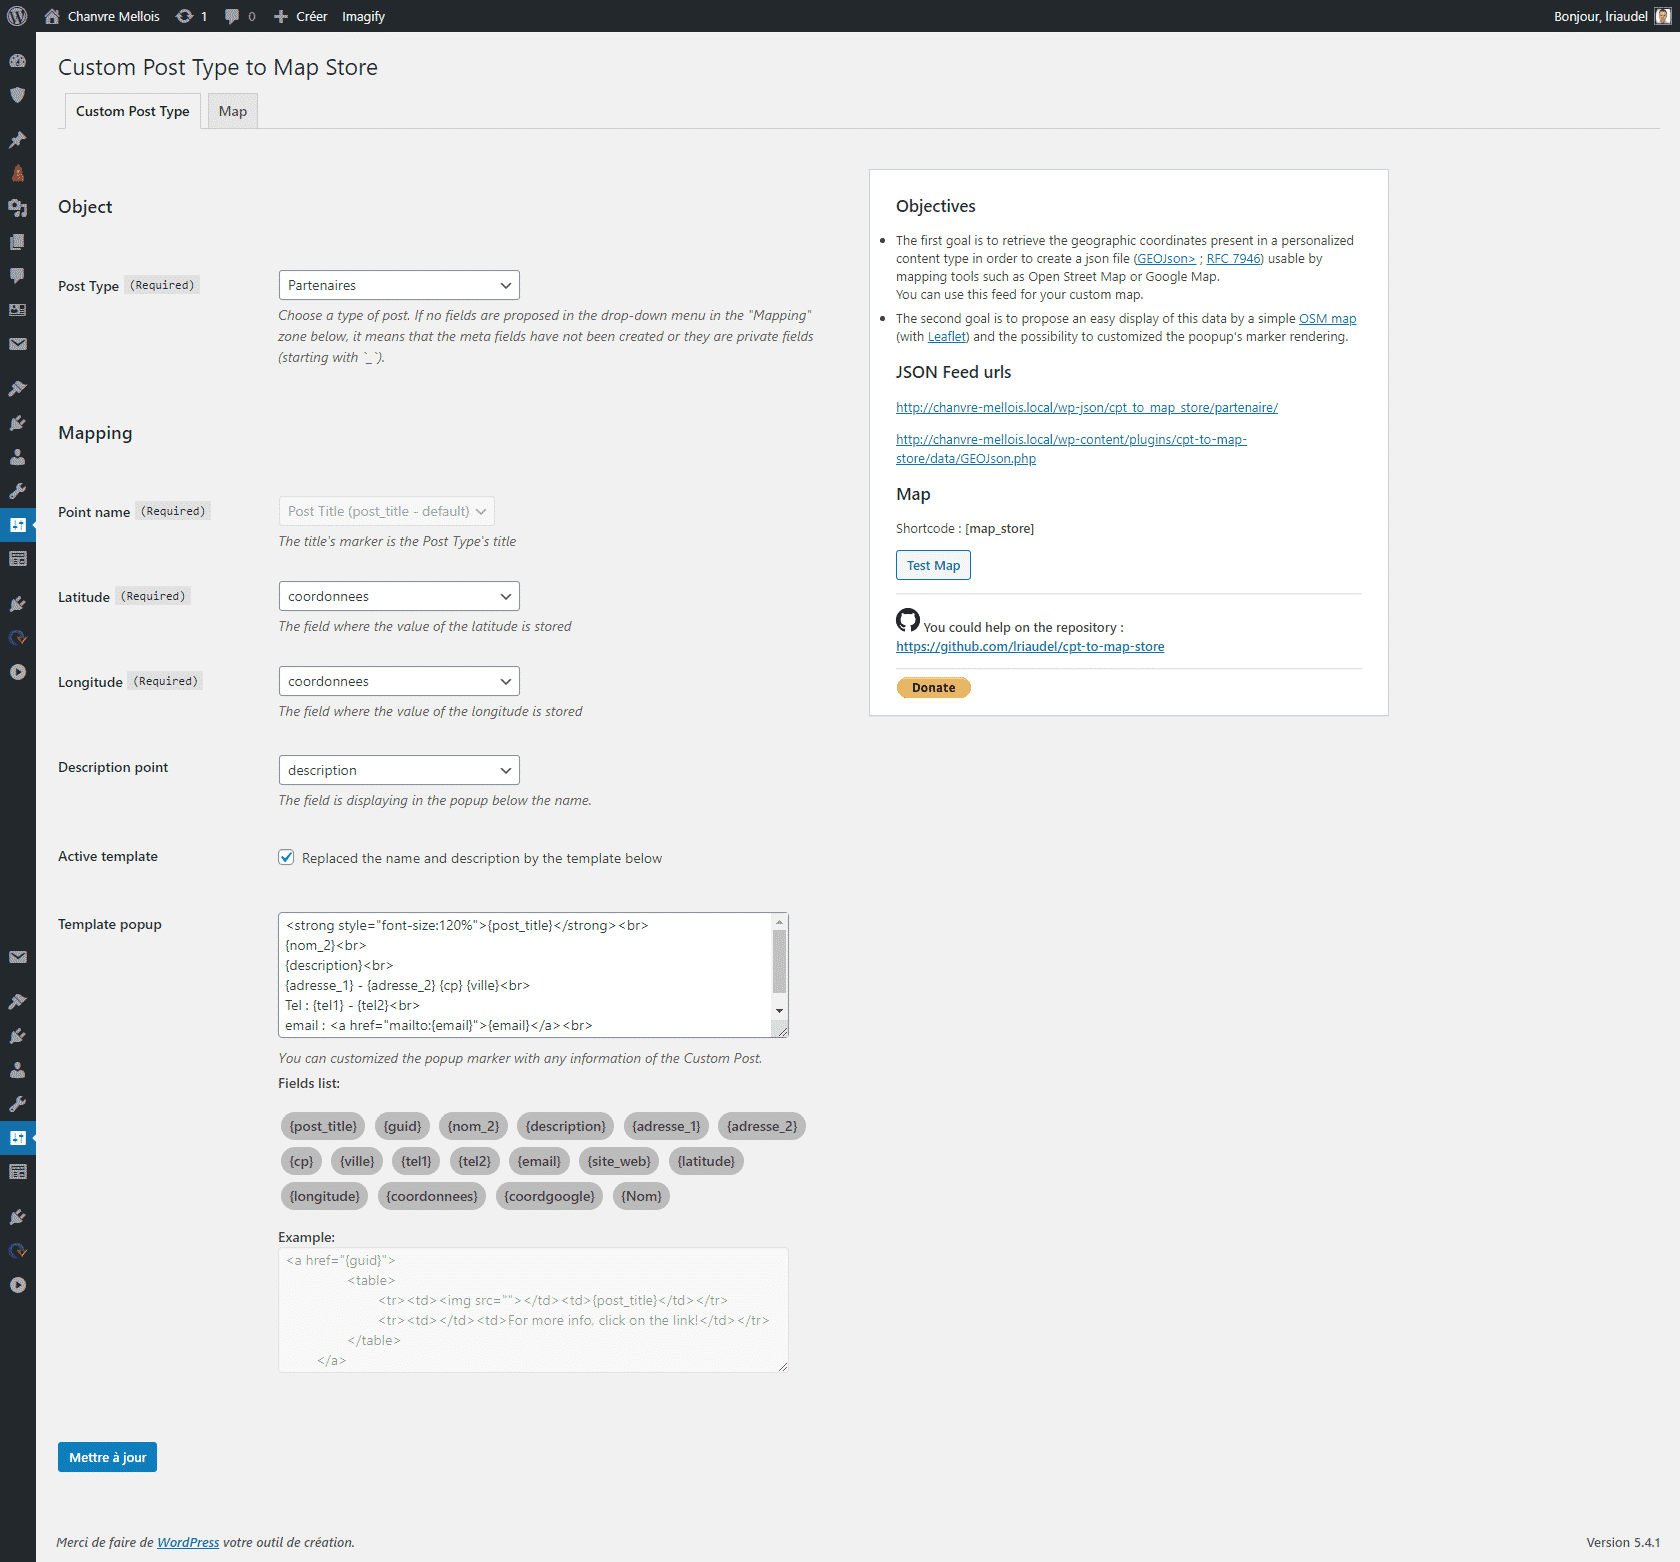 Chanvre Mellois
1
0
Créer
Imagify
Bonjour, lriaudel
Custom Post Type to Map Store
Custom Post Type
Map
Object
Post Type (Required)
Partenaires
Choose a type of post. If no fields are proposed in the drop-down menu in the "Mapping"
zone below, it means that the meta fields have not been created or they are private fields
(starting with `_`).
Mapping
Point name (Required)
Post Title (post_title - default)
The title's marker is the Post Type's title
Latitude (Required)
coordonnees
The field where the value of the latitude is stored
Longitude (Required)
coordonnees
The field where the value of the longitude is stored
Description point
description
The field is displaying in the popup below the name.
Active template
Replaced the name and description by the template below
Template popup
<strong style="font-size:120%">{post_title}</strong><br>
{nom_2}<br>
{description}<br>
{adresse_1} - {adresse_2} {cp} {ville}<br>
Tel : {tel1} - {tel2}<br>
email : <a href="mailto:{email}">{email}</a><br>
You can customized the popup marker with any information of the Custom Post.
Fields list:
{post_title} {guid} {nom_2} {description} {adresse_1} {adresse_2}
{cp} {ville} {tel1} {tel2} {email} {site_web} {latitude}
{longitude} {coordonnees} {coordgoogle} {Nom}
Example:
<a href="{guid}">
<table>
<tr><td><img src=""></td><td>{post_title}</td></tr>
<tr><td></td><td>For more info, click on the link!</td></tr>
</table>
</a>
Mettre à jour
Objectives
The first goal is to retrieve the geographic coordinates present in a personalized
content type in order to create a json file (GEOJson> ; RFC 7946) usable by
mapping tools such as Open Street Map or Google Map.
You can use this feed for your custom map.
The second goal is to propose an easy display of this data by a simple OSM map
(with Leaflet) and the possibility to customized the poopup's marker rendering.
JSON Feed urls
http://chanvre-mellois.local/wp-json/cpt_to_map_store/partenaire/
http://chanvre-mellois.local/wp-content/plugins/cpt-to-map-
store/data/GEOJson.php
Map
Shortcode : [map_store]
Test Map
You could help on the repository :
https://github.com/lriaudel/cpt-to-map-store
Donate
Merci de faire de WordPress votre outil de création.
Version 5.4.1